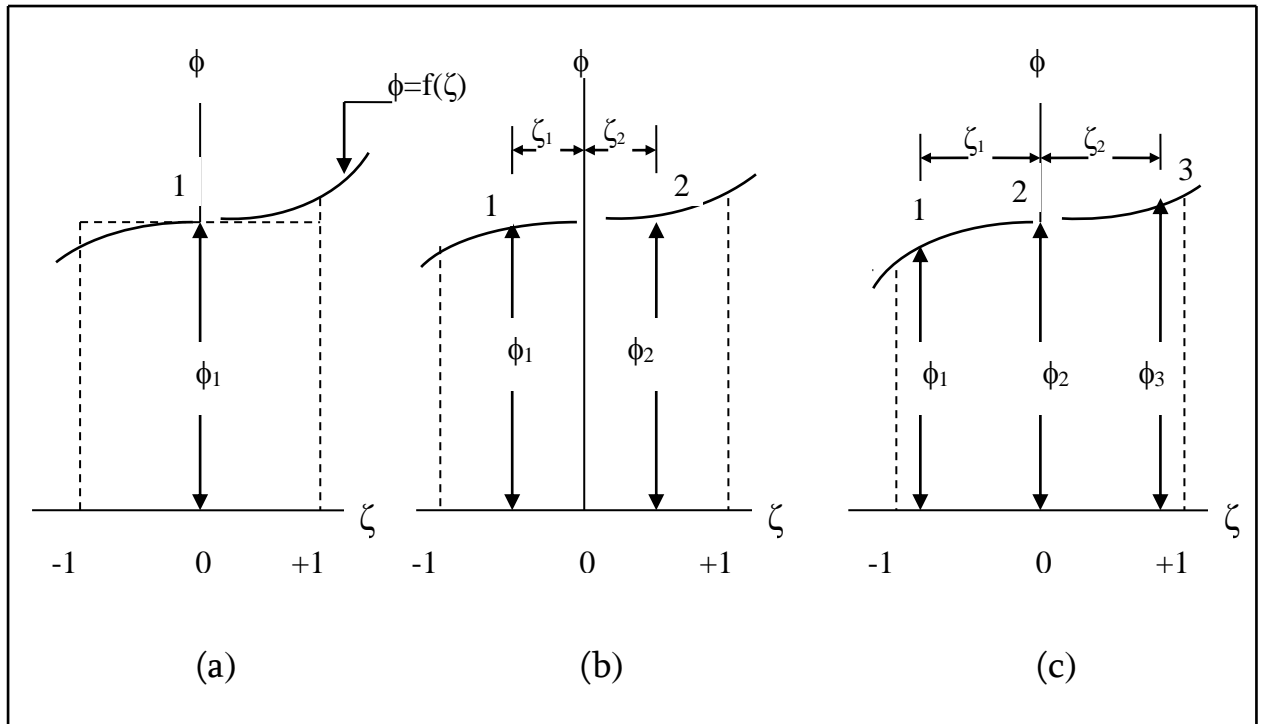 ϕ
ϕ=f(ζ)
1
ϕ₁
ζ
-1 0 +1
(a)
ϕ
ζ₁ ζ₂
1 2
ϕ₁ ϕ₂
ζ
-1 0 +1
(b)
ϕ
ζ₁ ζ₂
1 2 3
ϕ₁ ϕ₂ ϕ₃
ζ
-1 0 +1
(c)